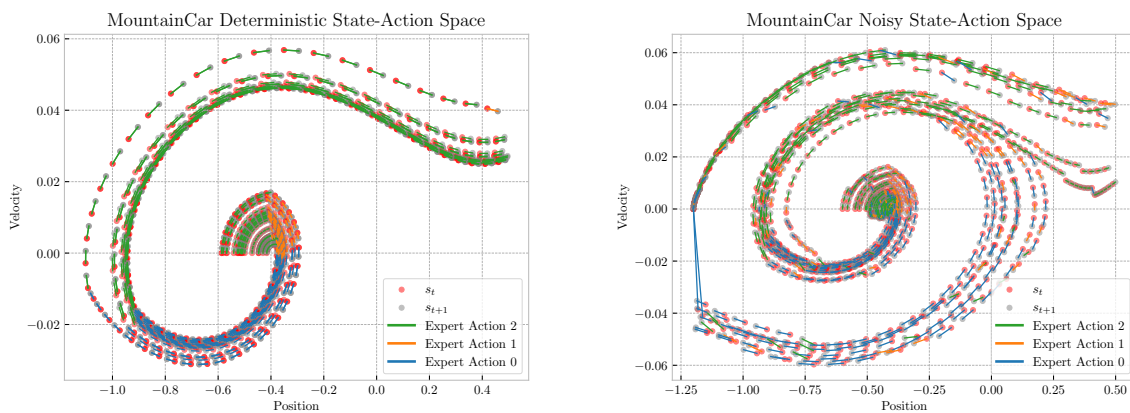 MountainCar Deterministic State-Action Space
0.06
0.04
0.02
0.00
−0.02
Velocity
−1.0
−0.8
−0.6
−0.4
−0.2
0.0
0.2
0.4
Position
s_t
s_{t+1}
Expert Action 2
Expert Action 1
Expert Action 0
MountainCar Noisy State-Action Space
0.06
0.04
0.02
0.00
−0.02
−0.04
−0.06
Velocity
−1.25
−1.00
−0.75
−0.50
−0.25
0.00
0.25
0.50
Position
s_t
s_{t+1}
Expert Action 2
Expert Action 1
Expert Action 0